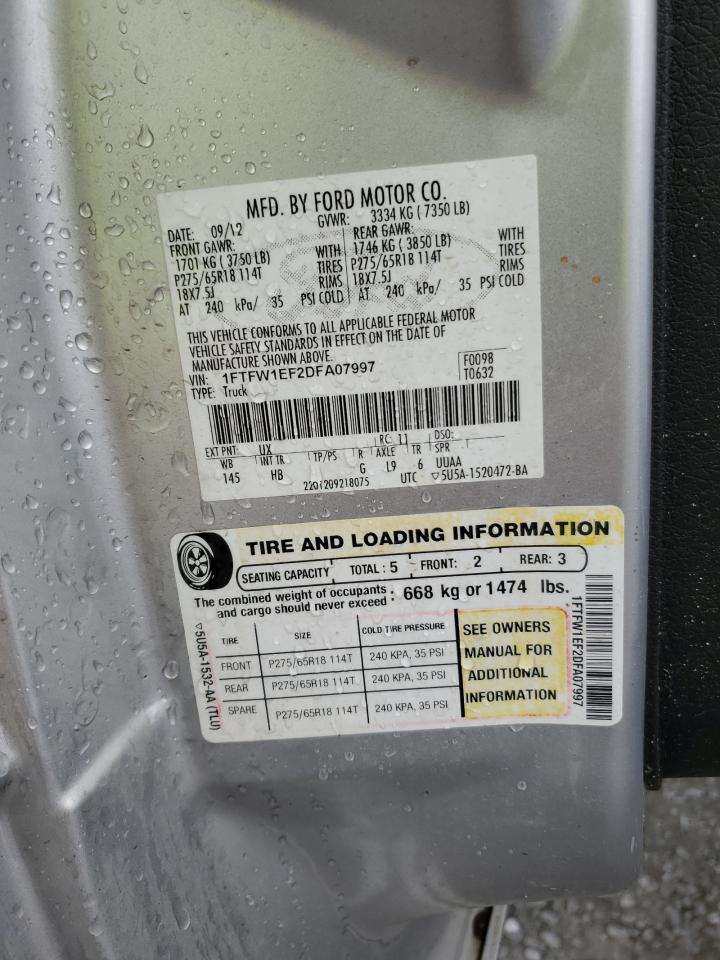 MFD. BY FORD MOTOR CO.
DATE: 09/12 GVWR: 3334 KG ( 7350 LB)
FRONT GAWR: REAR GAWR:
1701 KG ( 3750 LB) WITH 1746 KG ( 3850 LB) WITH
P275/65R18 114T TIRES P275/65R18 114T TIRES
18X7.5J RIMS 18X7.5J RIMS
AT 240 kPa/ 35 PSI COLD AT 240 kPa/ 35 PSI COLD
THIS VEHICLE CONFORMS TO ALL APPLICABLE FEDERAL MOTOR
VEHICLE SAFETY STANDARDS IN EFFECT ON THE DATE OF
MANUFACTURE SHOWN ABOVE.
VIN: 1FTFW1EF2DFA07997 F0098
TYPE: Truck T0632
EXT PNT: UX RC: 11 DSO:
WB INT TR TP/PS R AXLE TR SPR
145 HB G L9 6 UUAA
2201209218075 UTC ▽5U5A-1520472-BA
TIRE AND LOADING INFORMATION
SEATING CAPACITY TOTAL : 5 FRONT: 2 REAR: 3
The combined weight of occupants
and cargo should never exceed : 668 kg or 1474 lbs.
TIRE SIZE COLD TIRE PRESSURE
FRONT P275/65R18 114T 240 KPA, 35 PSI
REAR P275/65R18 114T 240 KPA, 35 PSI
SPARE P275/65R18 114T 240 KPA, 35 PSI
SEE OWNERS
MANUAL FOR
ADDITIONAL
INFORMATION
▽5U5A-1532-AA (TLU)
1FTFW1EF2DFA07997